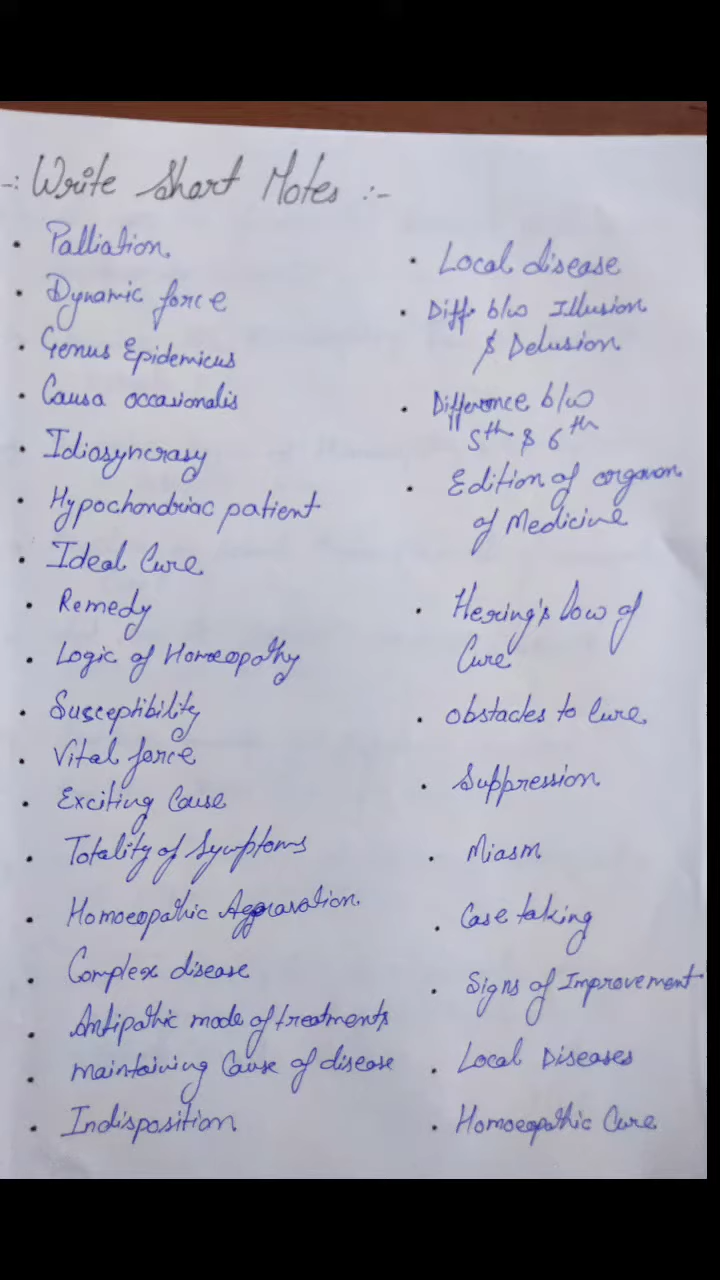 -: Write Short Notes :-
• Palliation.
• Dynamic force
• Genus Epidemicus
• Causa occasionalis
• Idiosyncrasy
• Hypochondriac patient
• Ideal Cure
• Remedy
• Logic of Homoeopathy
• Susceptibility
• Vital force
• Exciting Cause
• Totality of Symptoms
• Homoeopathic Aggravation.
• Complex disease
• Antipathic mode of treatments
• maintaining Cause of disease
• Indisposition
• Local disease
• Diff. b/w Illusion
& Delusion
• Difference b/w
5th & 6th
• Edition of organon
of Medicine
• Hering's Law of
Cure
• Obstacles to Cure.
• Suppression
• Miasm
• Case taking
• Signs of Improvement
• Local Diseases
• Homoeopathic Cure